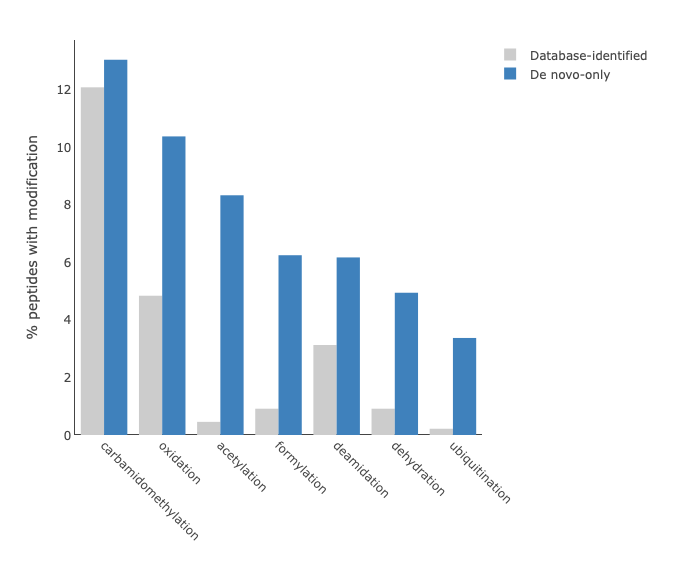 Database-identified
De novo-only
% peptides with modification
12
10
8
6
4
2
0
carbamidomethylation
oxidation
acetylation
formylation
deamidation
dehydration
ubiquitination